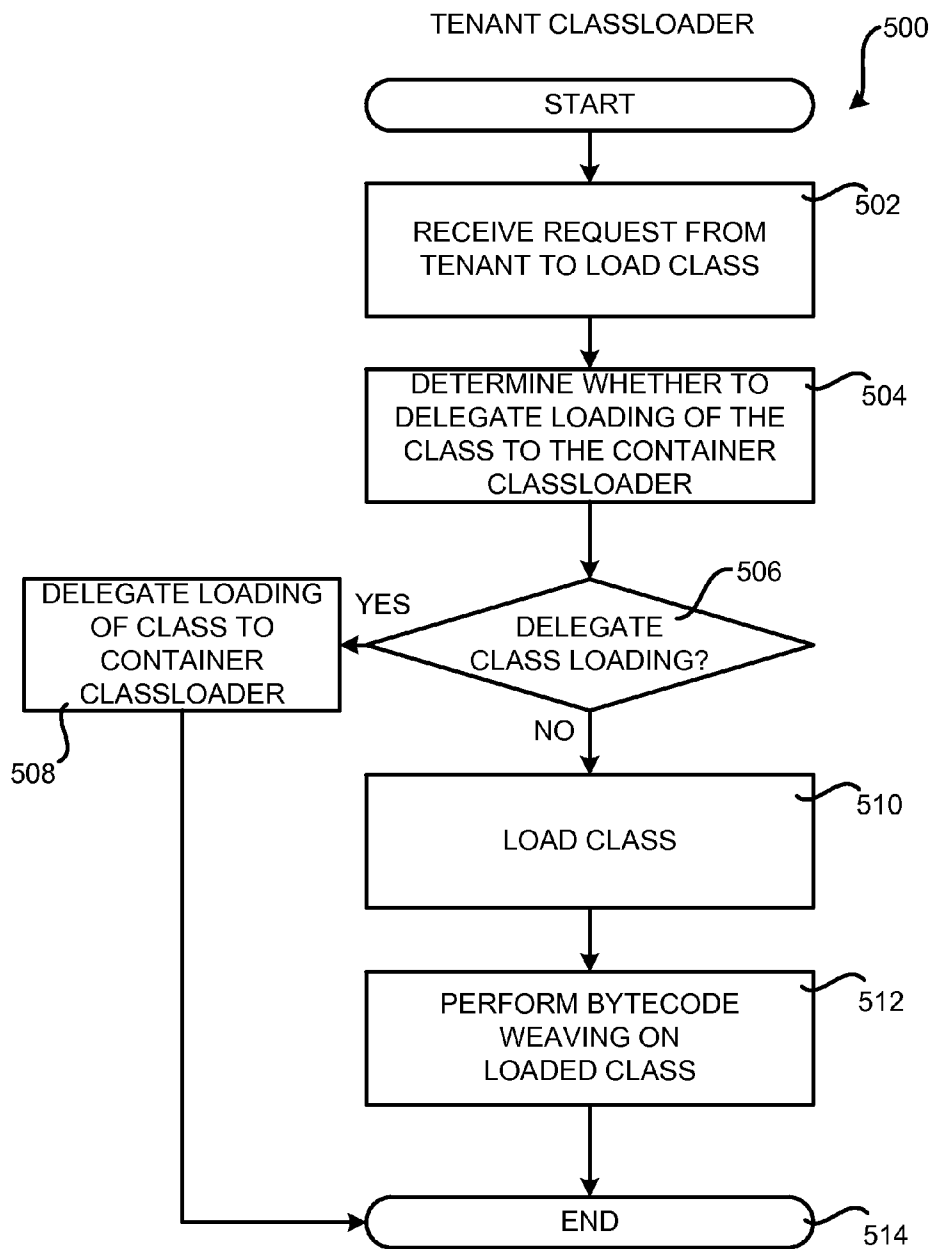 TENANT CLASSLOADER
500
START
RECEIVE REQUEST FROM
TENANT TO LOAD CLASS
502
DETERMINE WHETHER TO
DELEGATE LOADING OF THE
CLASS TO THE CONTAINER
CLASSLOADER
504
DELEGATE
CLASS LOADING?
506
YES
DELEGATE LOADING
OF CLASS TO
CONTAINER
CLASSLOADER
508
NO
LOAD CLASS
510
PERFORM BYTECODE
WEAVING ON
LOADED CLASS
512
END
514